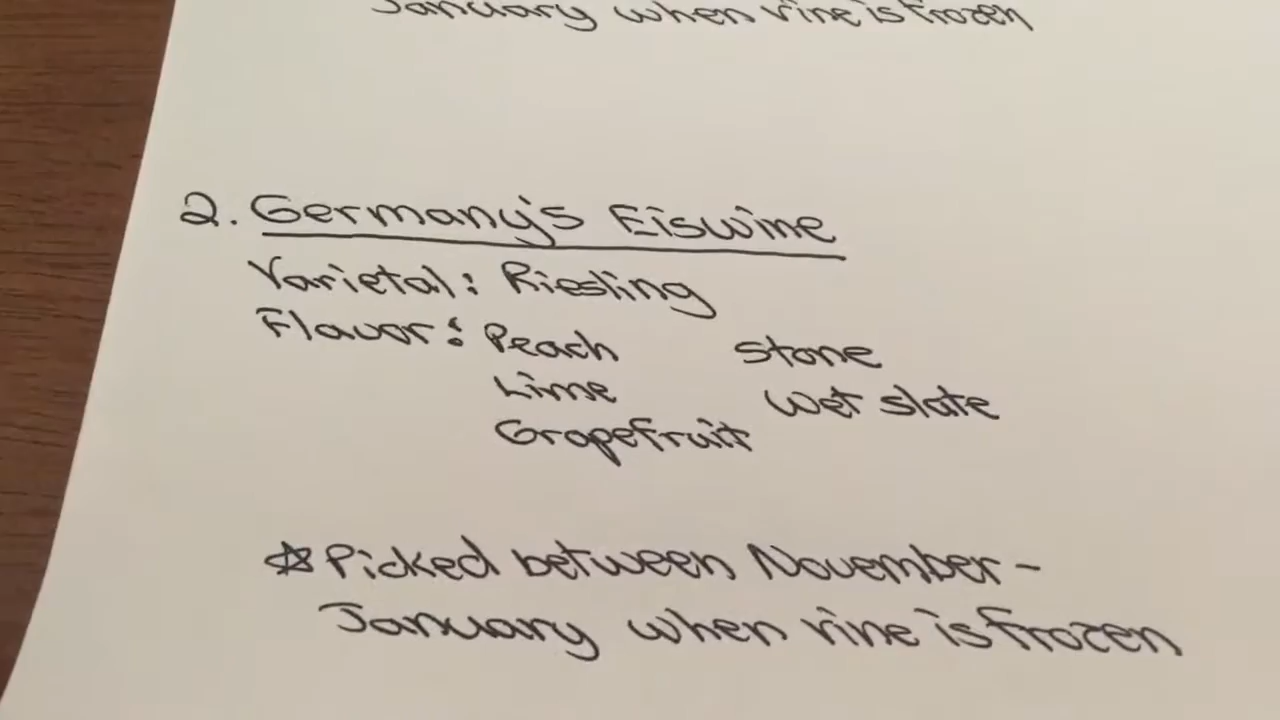 January when vine is frozen
2. Germany's Eiswine
Varietal: Riesling
Flavor: Peach Stone
Lime Wet slate
Grapefruit
☆Picked between November-
January when vine is frozen